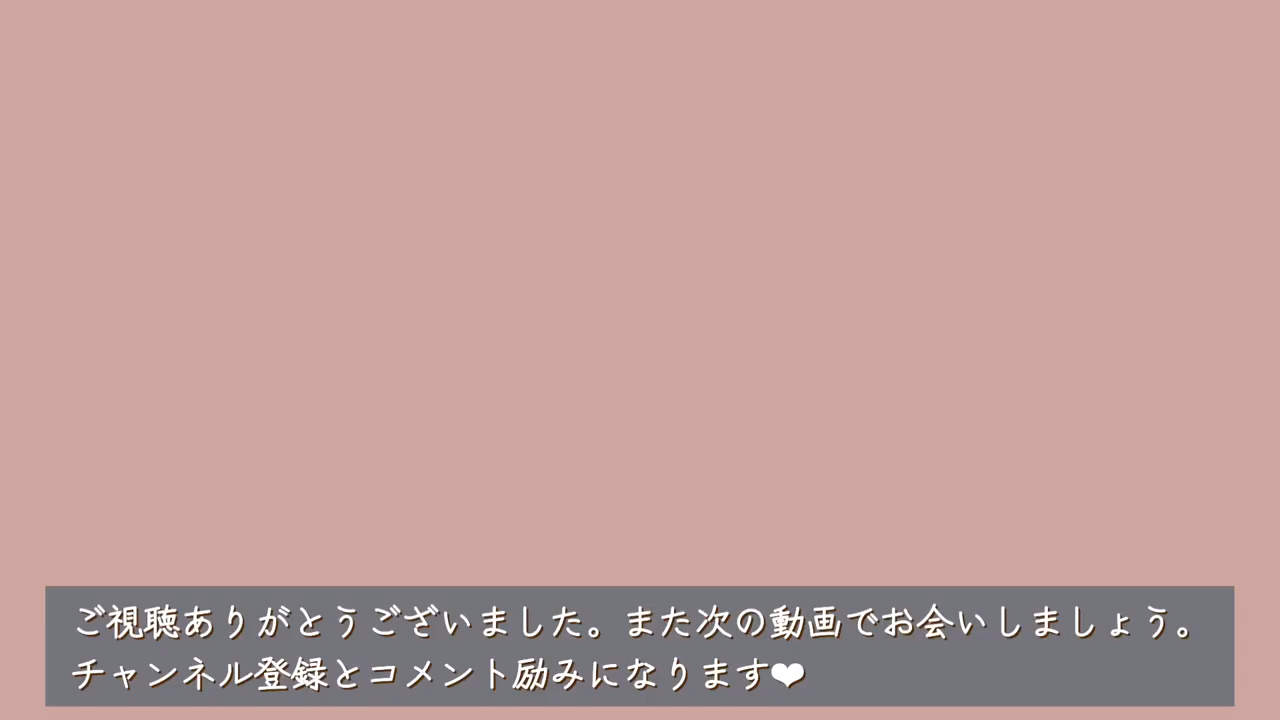 ご視聴ありがとうございました。また次の動画でお会いしましょう。
チャンネル登録とコメント励みになります❤